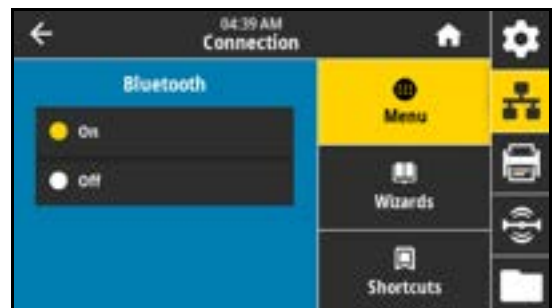 04:39 AM
Connection
Bluetooth
On
Off
Menu
Wizards
Shortcuts